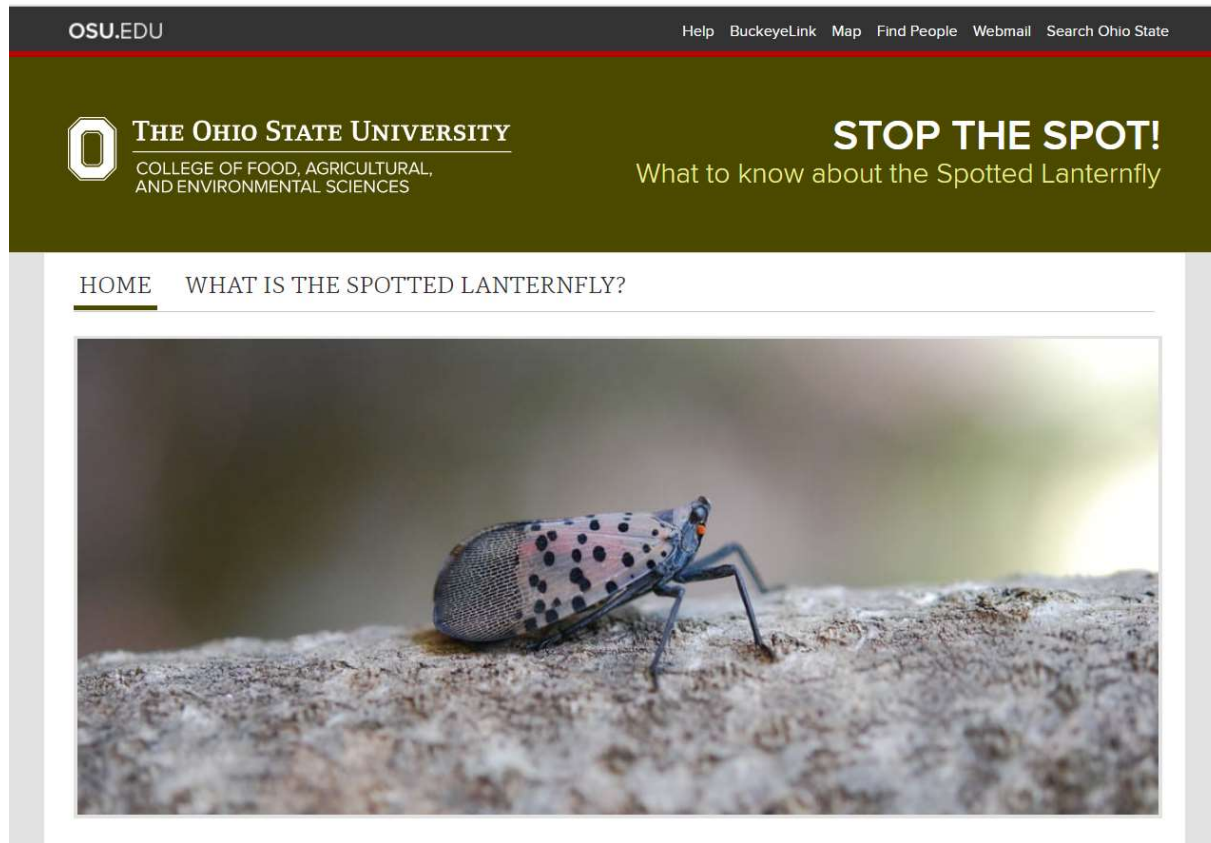 OSU.EDU
Help BuckeyeLink Map Find People Webmail Search Ohio State
THE OHIO STATE UNIVERSITY
COLLEGE OF FOOD, AGRICULTURAL,
AND ENVIRONMENTAL SCIENCES
STOP THE SPOT!
What to know about the Spotted Lanternfly
HOME WHAT IS THE SPOTTED LANTERNFLY?